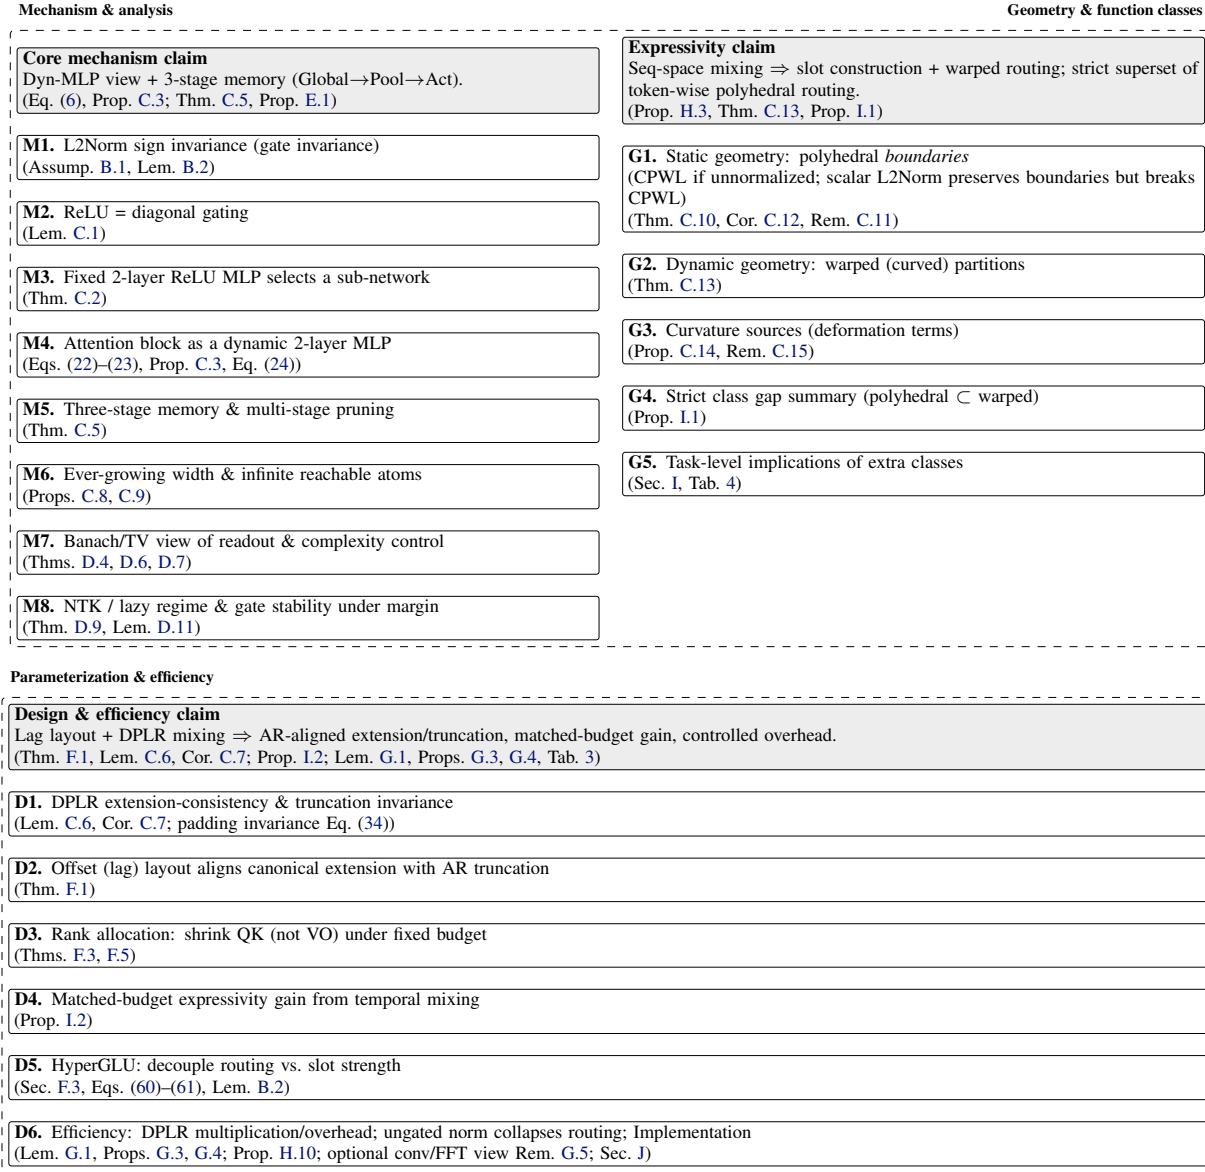 Mechanism & analysis
Core mechanism claim
Dyn-MLP view + 3-stage memory (Global→Pool→Act).
(Eq. (6), Prop. C.3; Thm. C.5, Prop. E.1)
M1. L2Norm sign invariance (gate invariance)
(Assump. B.1, Lem. B.2)
M2. ReLU = diagonal gating
(Lem. C.1)
M3. Fixed 2-layer ReLU MLP selects a sub-network
(Thm. C.2)
M4. Attention block as a dynamic 2-layer MLP
(Eqs. (22)–(23), Prop. C.3, Eq. (24))
M5. Three-stage memory & multi-stage pruning
(Thm. C.5)
M6. Ever-growing width & infinite reachable atoms
(Props. C.8, C.9)
M7. Banach/TV view of readout & complexity control
(Thms. D.4, D.6, D.7)
M8. NTK / lazy regime & gate stability under margin
(Thm. D.9, Lem. D.11)
Geometry & function classes
Expressivity claim
Seq-space mixing ⇒ slot construction + warped routing; strict superset of
token-wise polyhedral routing.
(Prop. H.3, Thm. C.13, Prop. I.1)
G1. Static geometry: polyhedral boundaries
(CPWL if unnormalized; scalar L2Norm preserves boundaries but breaks
CPWL)
(Thm. C.10, Cor. C.12, Rem. C.11)
G2. Dynamic geometry: warped (curved) partitions
(Thm. C.13)
G3. Curvature sources (deformation terms)
(Prop. C.14, Rem. C.15)
G4. Strict class gap summary (polyhedral ⊂ warped)
(Prop. I.1)
G5. Task-level implications of extra classes
(Sec. I, Tab. 4)
Parameterization & efficiency
Design & efficiency claim
Lag layout + DPLR mixing ⇒ AR-aligned extension/truncation, matched-budget gain, controlled overhead.
(Thm. F.1, Lem. C.6, Cor. C.7; Prop. I.2; Lem. G.1, Props. G.3, G.4, Tab. 3)
D1. DPLR extension-consistency & truncation invariance
(Lem. C.6, Cor. C.7; padding invariance Eq. (34))
D2. Offset (lag) layout aligns canonical extension with AR truncation
(Thm. F.1)
D3. Rank allocation: shrink QK (not VO) under fixed budget
(Thms. F.3, F.5)
D4. Matched-budget expressivity gain from temporal mixing
(Prop. I.2)
D5. HyperGLU: decouple routing vs. slot strength
(Sec. F.3, Eqs. (60)–(61), Lem. B.2)
D6. Efficiency: DPLR multiplication/overhead; ungated norm collapses routing; Implementation
(Lem. G.1, Props. G.3, G.4; Prop. H.10; optional conv/FFT view Rem. G.5; Sec. J)